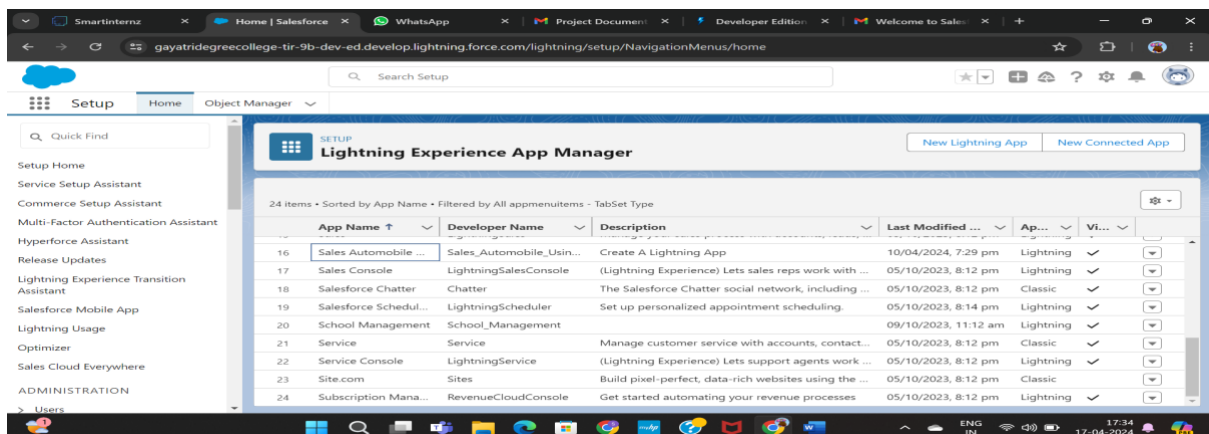 Smartinternz
Home | Salesforce
WhatsApp
Project Document
Developer Edition
Welcome to Sales
gayatridegreecollege-tir-9b-dev-ed.develop.lightning.force.com/lightning/setup/NavigationMenus/home
Search Setup
Setup Home Object Manager
Quick Find
Setup Home
Service Setup Assistant
Commerce Setup Assistant
Multi-Factor Authentication Assistant
Hyperforce Assistant
Release Updates
Lightning Experience Transition
Assistant
Salesforce Mobile App
Lightning Usage
Optimizer
Sales Cloud Everywhere
ADMINISTRATION
> Users
SETUP
Lightning Experience App Manager
New Lightning App New Connected App
24 items • Sorted by App Name • Filtered by All appmenuitems - TabSet Type
App Name ↑ Developer Name Description Last Modified ... Ap... Vi...
16 Sales Automobile ... Sales_Automobile_Usin... Create A Lightning App 10/04/2024, 7:29 pm Lightning
17 Sales Console LightningSalesConsole (Lightning Experience) Lets sales reps work with ... 05/10/2023, 8:12 pm Lightning
18 Salesforce Chatter Chatter The Salesforce Chatter social network, including ... 05/10/2023, 8:12 pm Classic
19 Salesforce Schedul... LightningScheduler Set up personalized appointment scheduling. 05/10/2023, 8:14 pm Lightning
20 School Management School_Management 09/10/2023, 11:12 am Lightning
21 Service Service Manage customer service with accounts, contact... 05/10/2023, 8:12 pm Classic
22 Service Console LightningService (Lightning Experience) Lets support agents work ... 05/10/2023, 8:12 pm Lightning
23 Site.com Sites Build pixel-perfect, data-rich websites using the ... 05/10/2023, 8:12 pm Classic
24 Subscription Mana... RevenueCloudConsole Get started automating your revenue processes 05/10/2023, 8:12 pm Lightning
ENG
IN
17:34
17-04-2024